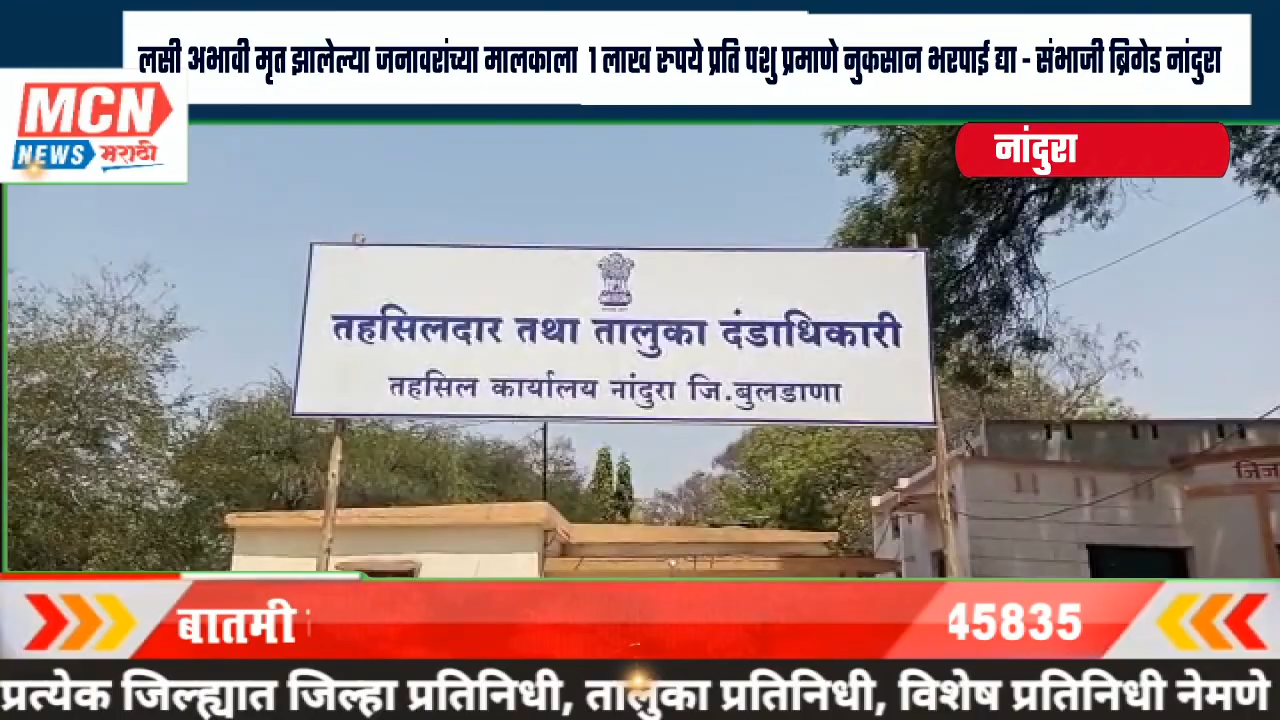 लसी अभावी मृत झालेल्या जनावरांच्या मालकाला 1 लाख रुपये प्रति पशु प्रमाणे नुकसान भरपाई द्या - संभाजी ब्रिगेड नांदुरा
MCN
NEWS मराठी
नांदुरा
तहसिलदार तथा तालुका दंडाधिकारी
तहसिल कार्यालय नांदुरा जि.बुलडाणा
बातमी
45835
प्रत्येक जिल्ह्यात जिल्हा प्रतिनिधी, तालुका प्रतिनिधी, विशेष प्रतिनिधी नेमणे